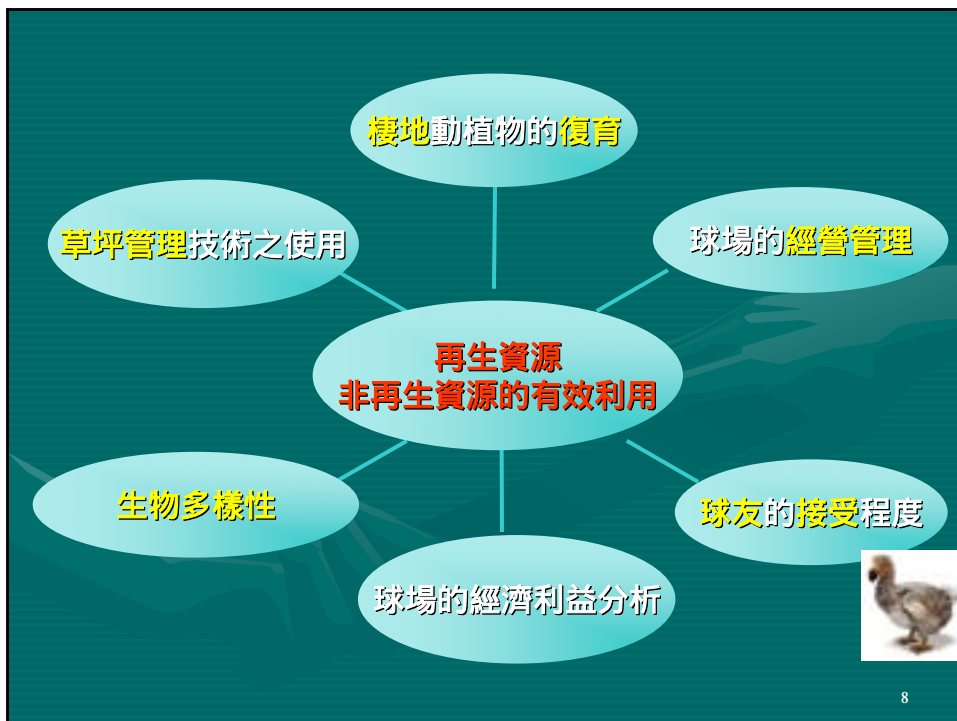 棲地動植物的復育
草坪管理技術之使用
球場的經營管理
再生資源
非再生資源的有效利用
生物多樣性
球友的接受程度
球場的經濟利益分析
8